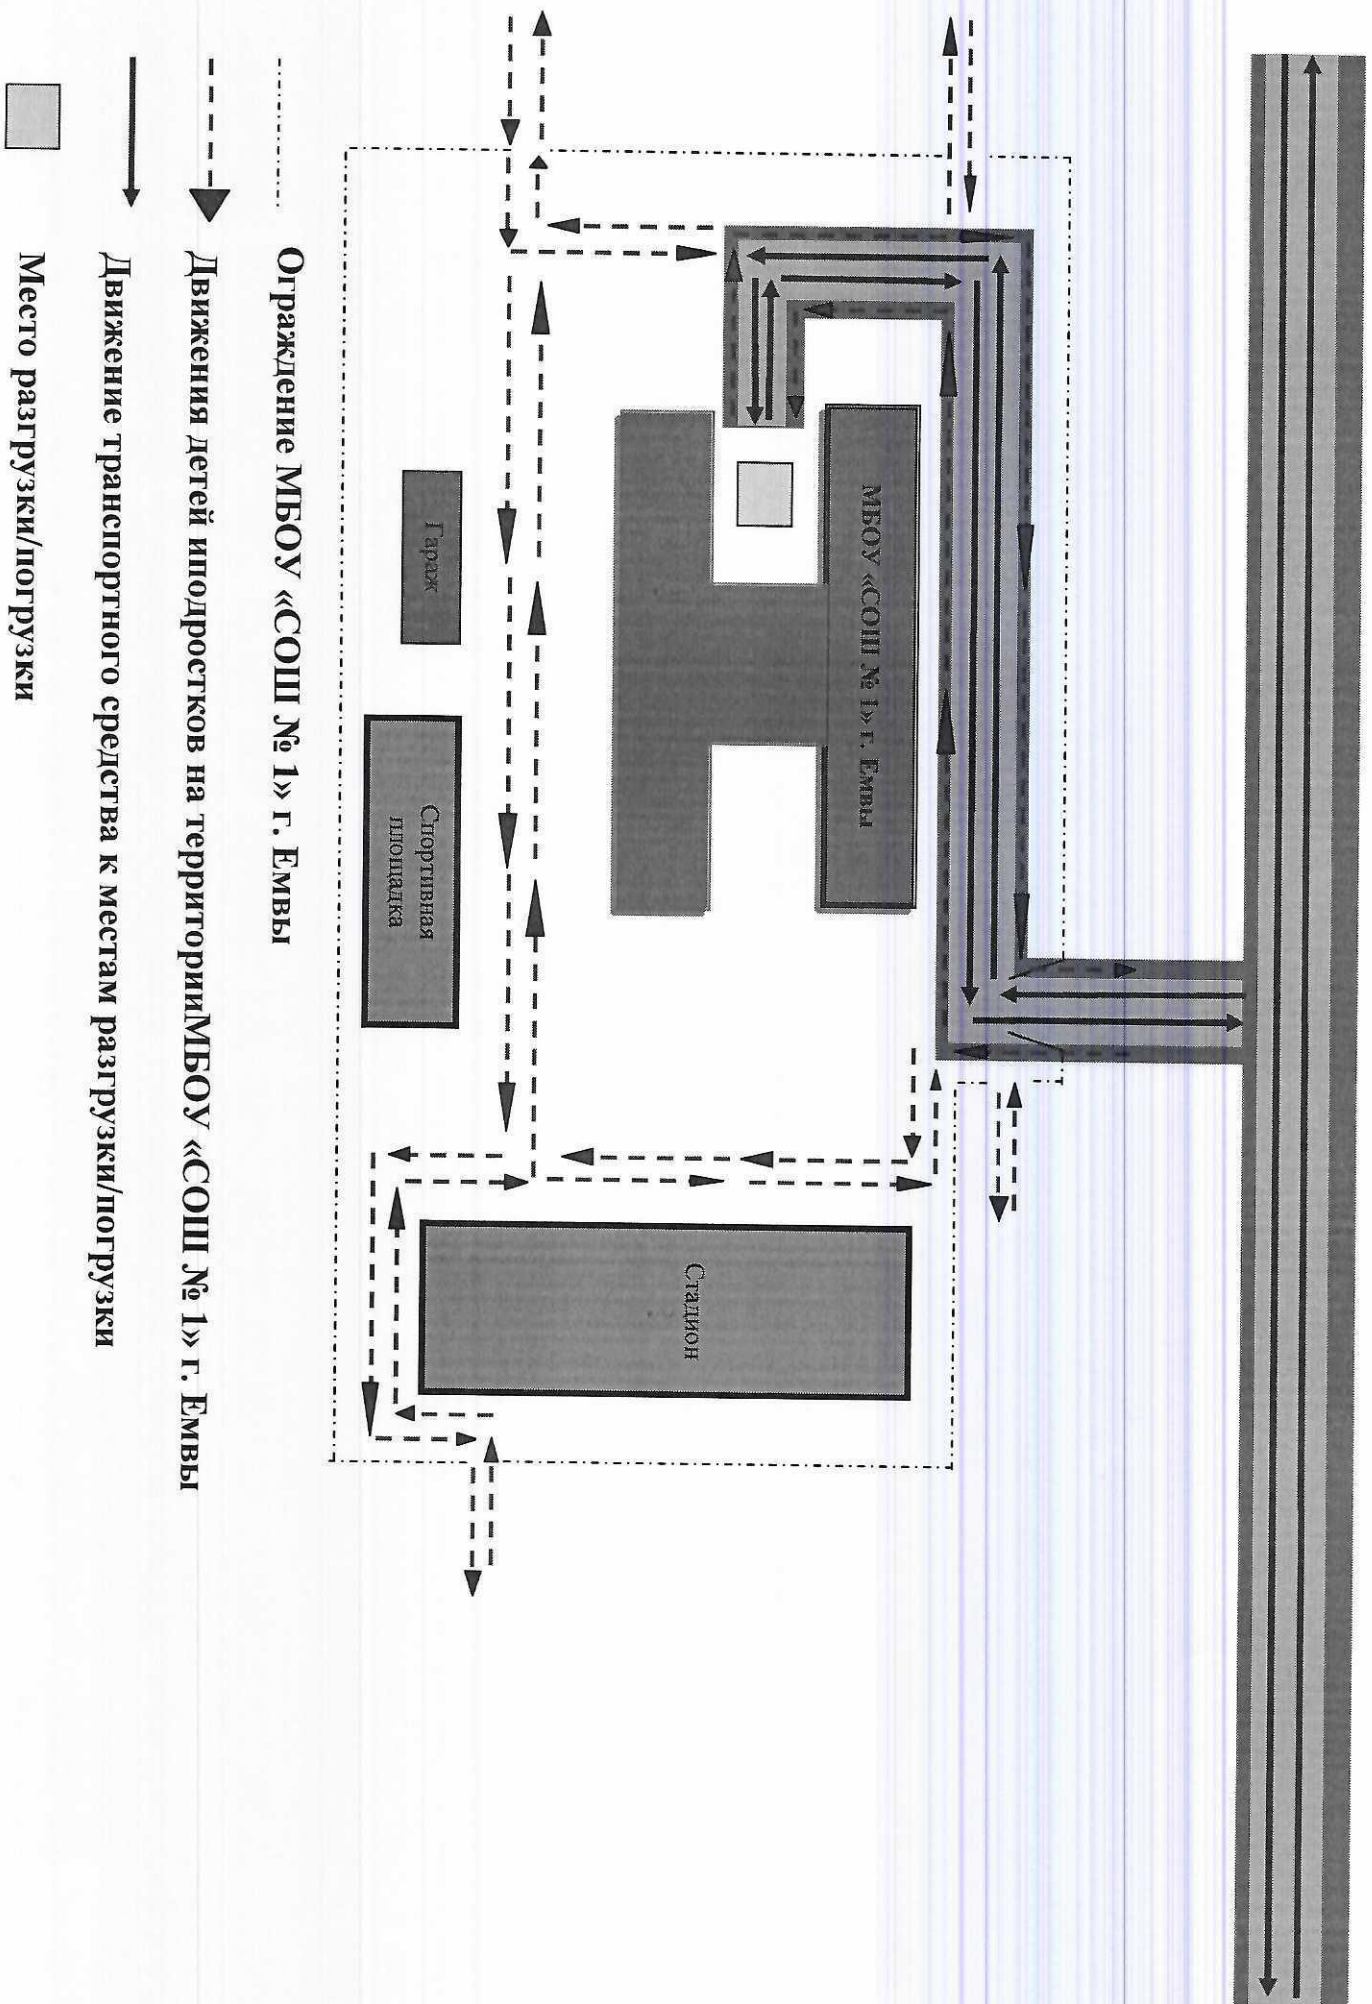 МБОУ «СОШ № 1» г. Емвы
Гараж
Спортивная
площадка
Стадион
Ограждение МБОУ «СОШ № 1» г. Емвы
Движения детей иподростков на территорииМБОУ «СОШ № 1» г. Емвы
Движение транспортного средства к местам разгрузки/погрузки
Место разгрузки/погрузки